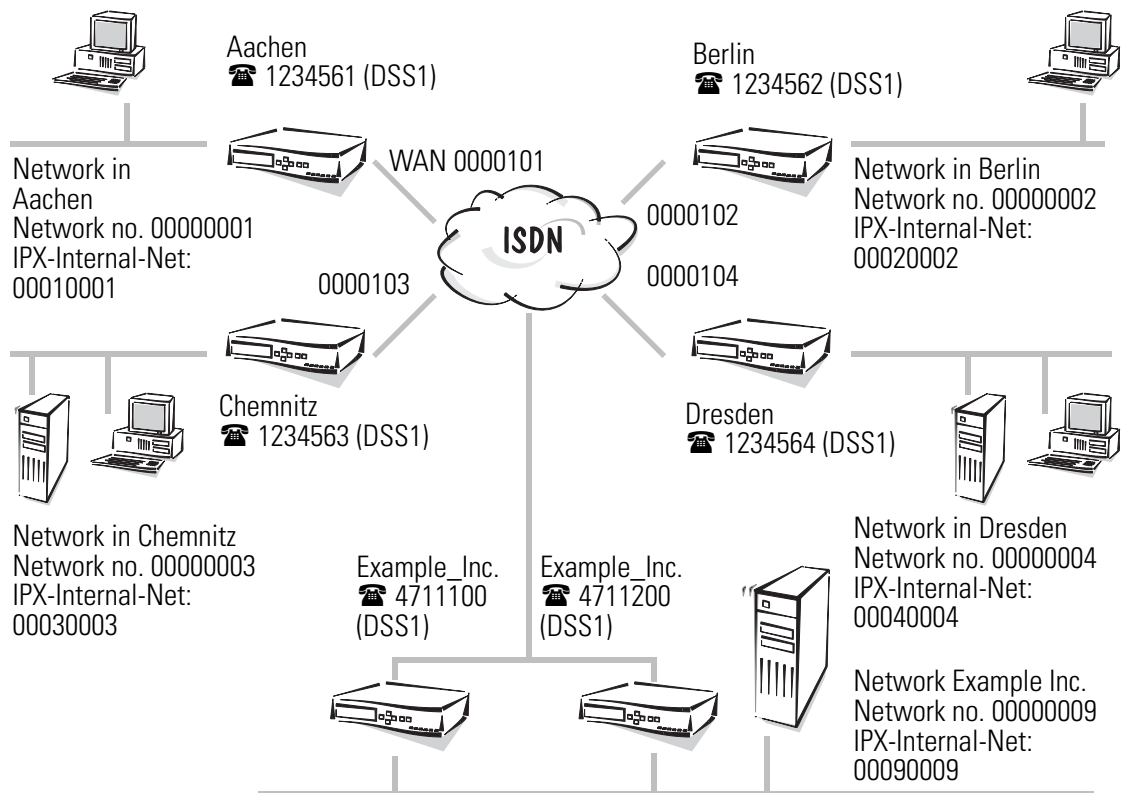 Aachen
☎ 1234561 (DSS1)
Berlin
☎ 1234562 (DSS1)
Network in
Aachen
Network no. 00000001
IPX-Internal-Net:
00010001
WAN 0000101
ISDN
0000102
0000103
0000104
Network in Berlin
Network no. 00000002
IPX-Internal-Net:
00020002
Chemnitz
☎ 1234563 (DSS1)
Dresden
☎ 1234564 (DSS1)
Network in Chemnitz
Network no. 00000003
IPX-Internal-Net:
00030003
Network in Dresden
Network no. 00000004
IPX-Internal-Net:
00040004
Example_Inc.
☎ 4711100
(DSS1)
Example_Inc.
☎ 4711200
(DSS1)
Network Example Inc.
Network no. 00000009
IPX-Internal-Net:
00090009